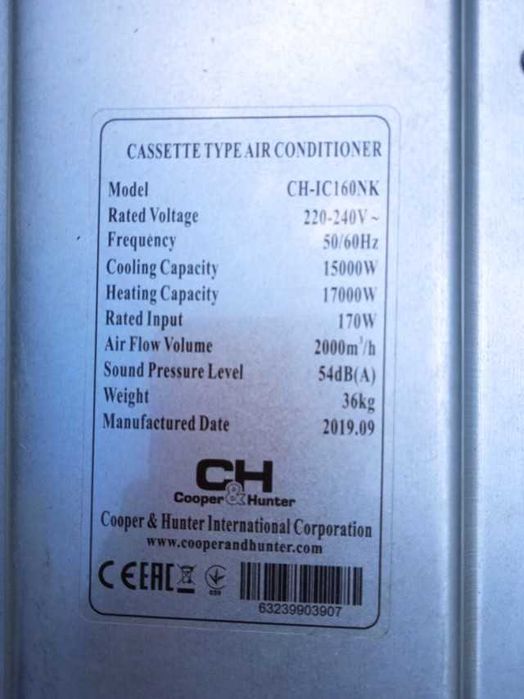 CASSETTE TYPE AIR CONDITIONER
Model CH-IC160NK
Rated Voltage 220-240V ~
Frequency 50/60Hz
Cooling Capacity 15000W
Heating Capacity 17000W
Rated Input 170W
Air Flow Volume 2000m³/h
Sound Pressure Level 54dB(A)
Weight 36kg
Manufactured Date 2019.09
CH
Cooper & Hunter
Cooper & Hunter International Corporation
www.cooperandhunter.com
CE EAC
63239903907